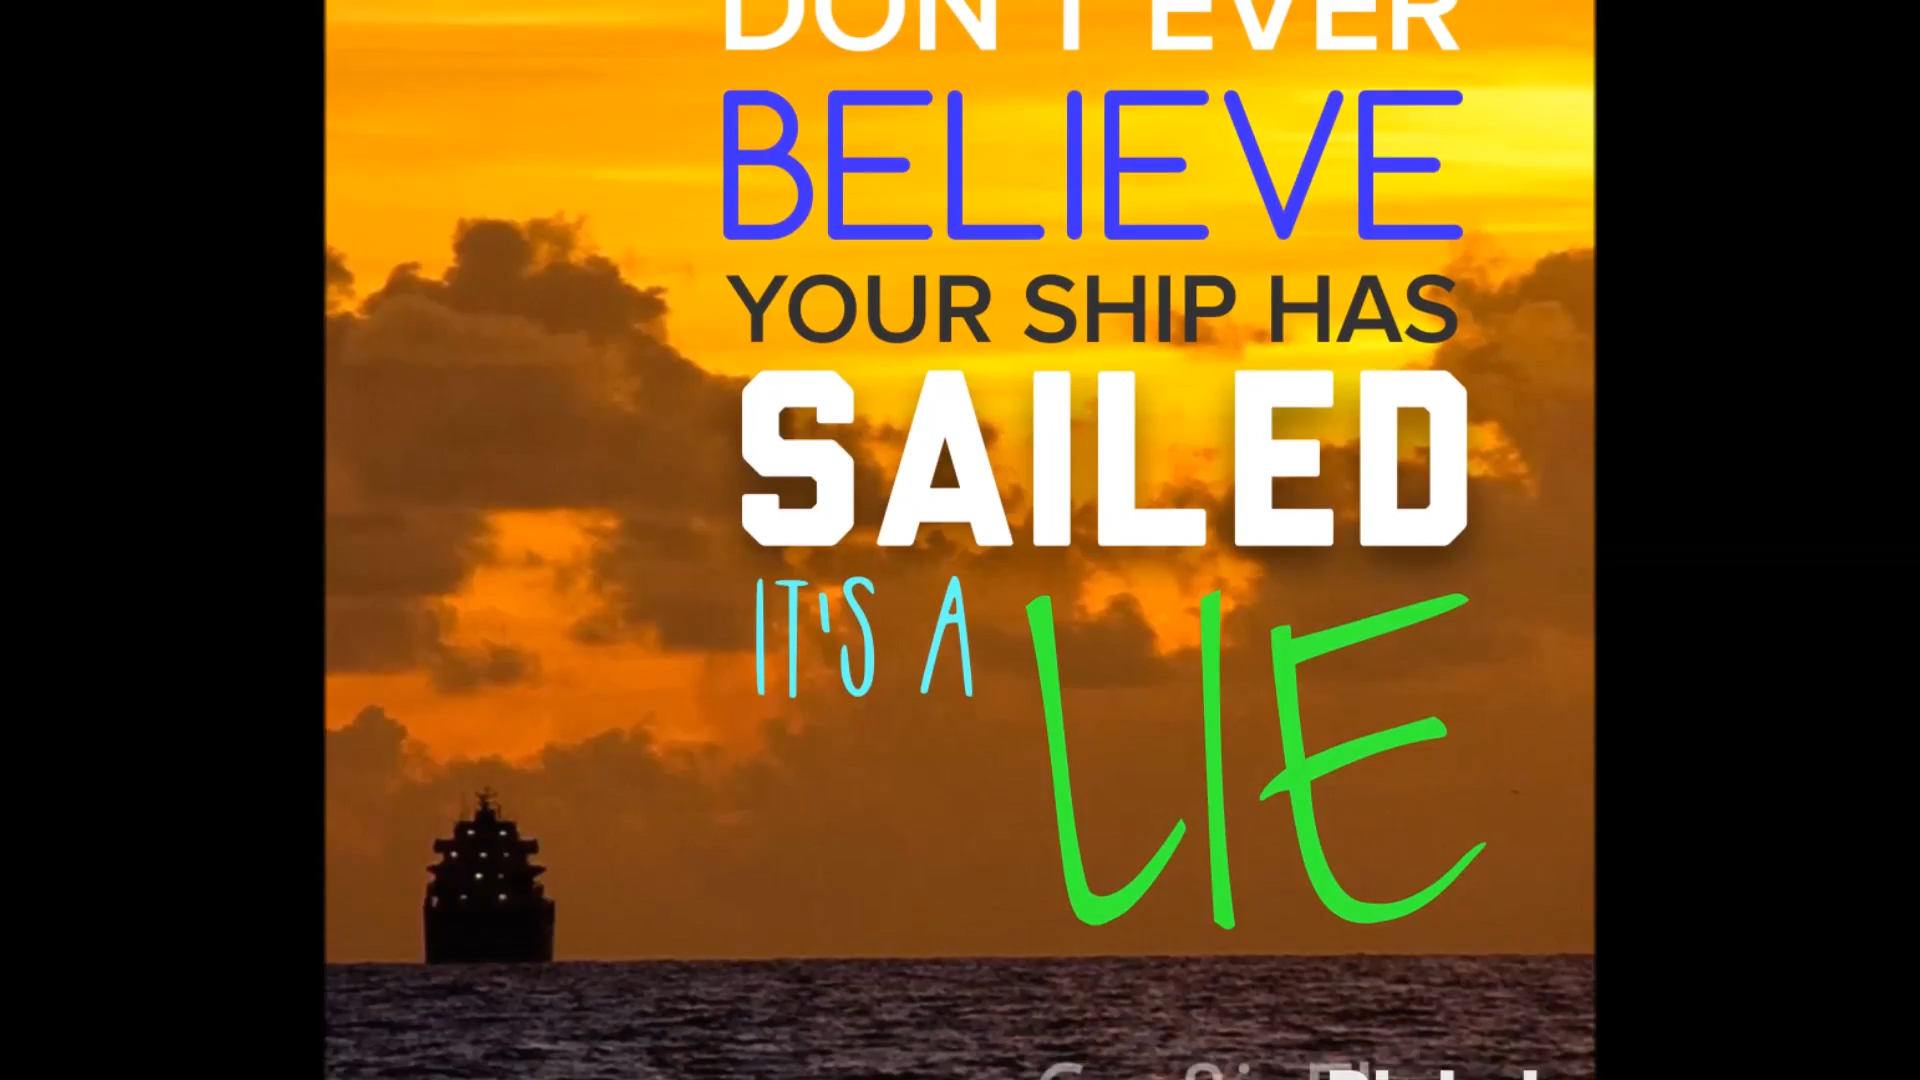 DON'T EVER
BELIEVE
YOUR SHIP HAS
SAILED
IT'S A LIE